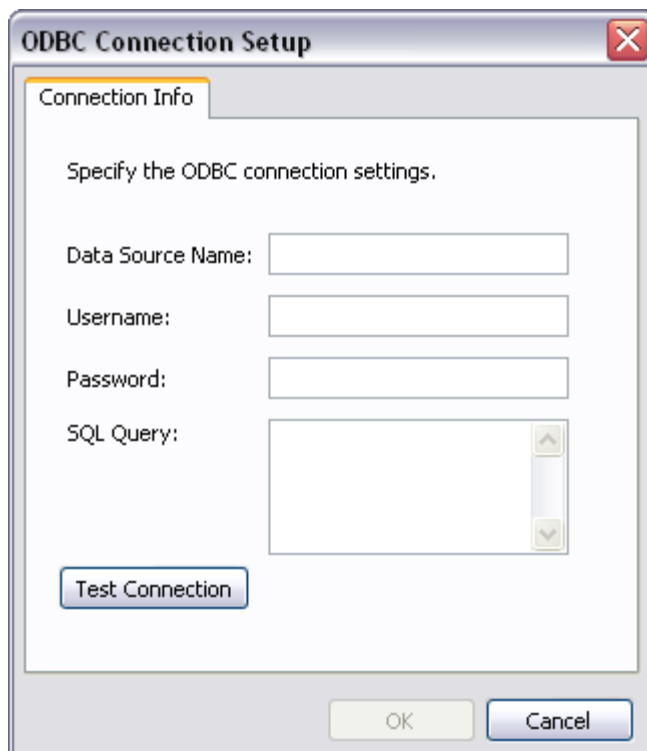 ODBC Connection Setup
Connection Info
Specify the ODBC connection settings.
Data Source Name:
Username:
Password:
SQL Query:
Test Connection
OK
Cancel